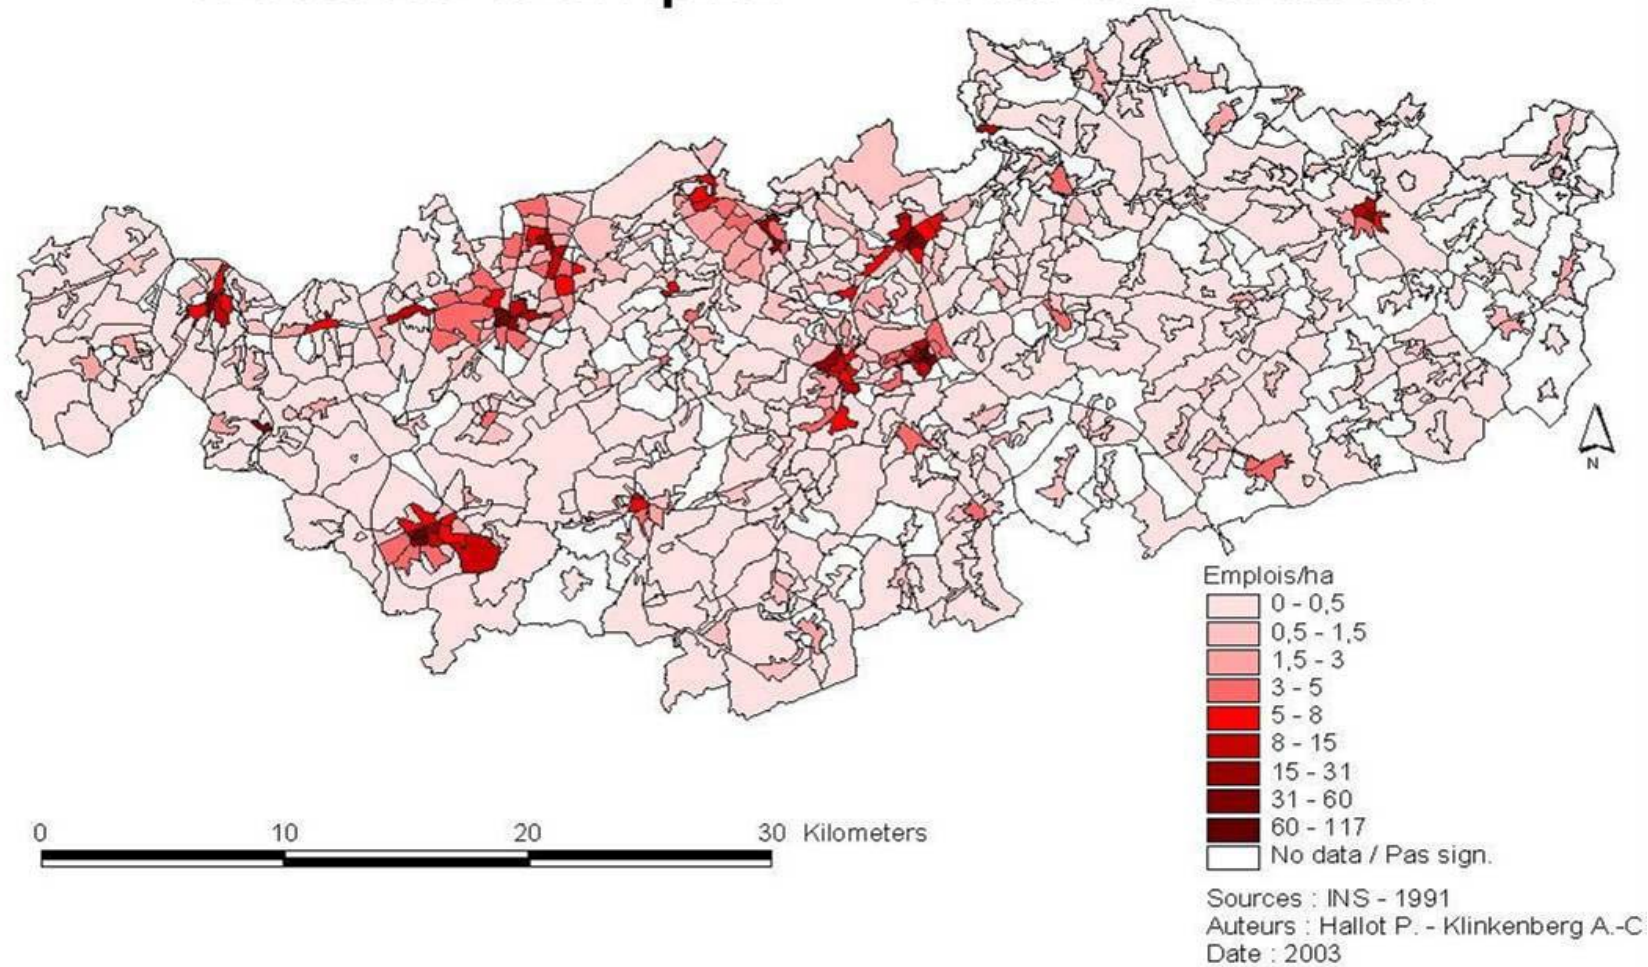 N
Emplois/ha
0 - 0,5
0,5 - 1,5
1,5 - 3
3 - 5
5 - 8
8 - 15
15 - 31
31 - 60
60 - 117
No data / Pas sign.
0 10 20 30 Kilometers
Sources : INS - 1991
Auteurs : Hallot P. - Klinkenberg A.-C
Date : 2003